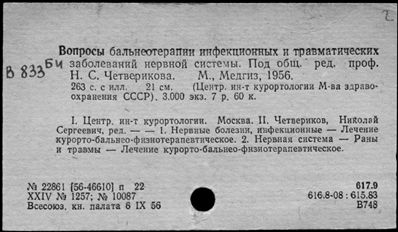 2
В 833 Би
Вопросы бальнеотерапии инфекционных и травматических
заболеваний нервной системы. Под общ. ред. проф.
Н. С. Четверикова. М., Медгиз, 1956.
263 с. с илл. 21 см. (Центр. ин-т курортологии М-ва здраво-
охранения СССР). 3.000 экз. 7 р. 60 к.
I. Центр. ин-т курортологии. Москва. II. Четвериков, Николай
Сергеевич, ред. — — 1. Нервные болезни, инфекционные — Лечение
курорто-бальнео-физиотерапевтическое. 2. Нервная система — Раны
и травмы — Лечение курорто-бальнео-физиотерапевтическое.
№ 22861 [56-46610] п 22 617.9
XXIV № 1257; № 10087 616.8-08 : 615.83
Всесоюз. кн. палата 6 IX 56 В748